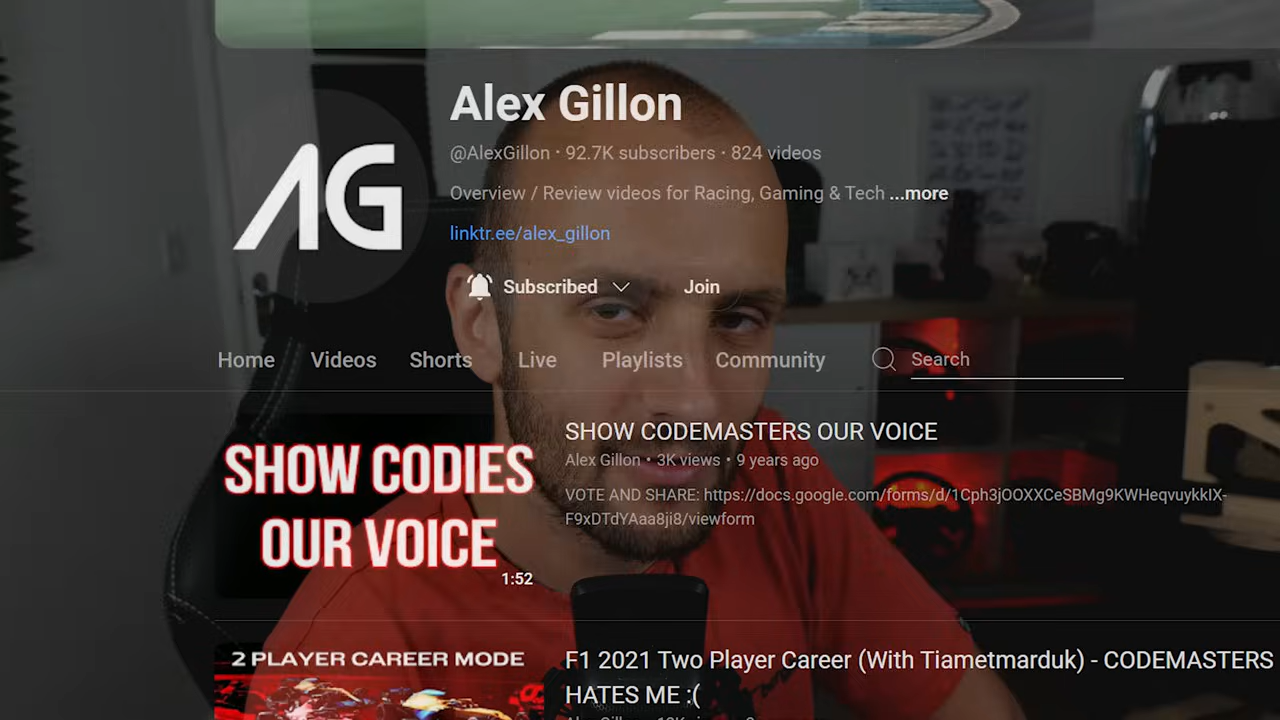 Alex Gillon
@AlexGillon · 92.7K subscribers · 824 videos
Overview / Review videos for Racing, Gaming & Tech ...more
linktr.ee/alex_gillon
AG
Subscribed
Join
Home Videos Shorts Live Playlists Community Search
SHOW CODIES
OUR VOICE
1:52
SHOW CODEMASTERS OUR VOICE
Alex Gillon · 3K views · 9 years ago
VOTE AND SHARE: https://docs.google.com/forms/d/1Cph3jOOXXCeSBMg9KWHeqvuykkIX-
F9xDTdYAaa8ji8/viewform
2 PLAYER CAREER MODE
F1 2021 Two Player Career (With Tiametmarduk) - CODEMASTERS
HATES ME :(